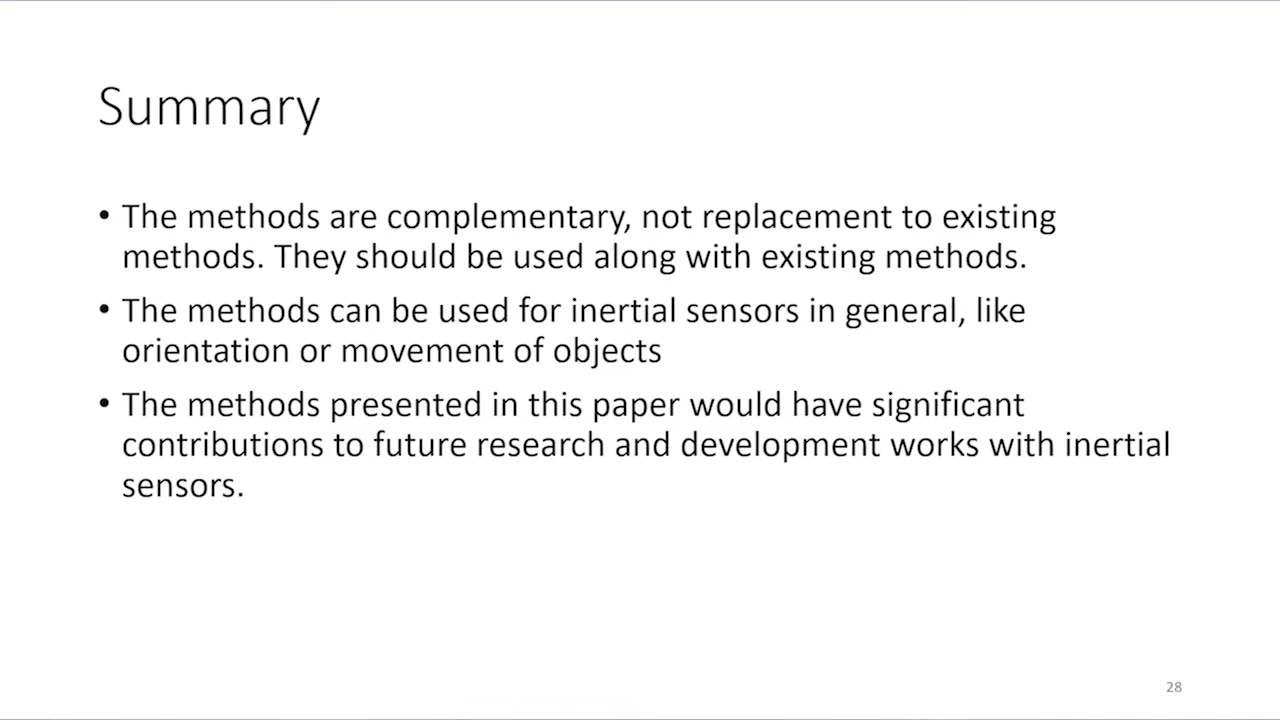 Summary
• The methods are complementary, not replacement to existing
methods. They should be used along with existing methods.
• The methods can be used for inertial sensors in general, like
orientation or movement of objects
• The methods presented in this paper would have significant
contributions to future research and development works with inertial
sensors.
28